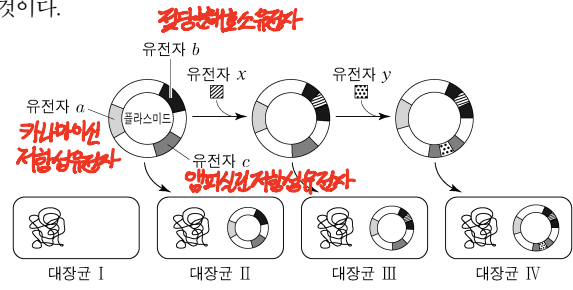 것이다.
젖당분해효소유전자
유전자 b
유전자 x
유전자 y
유전자 a
플라스미드
카나마이신
저항성유전자
유전자 c
앰피실린 저항성유전자
대장균 Ⅰ
대장균 Ⅱ
대장균 Ⅲ
대장균 Ⅳ